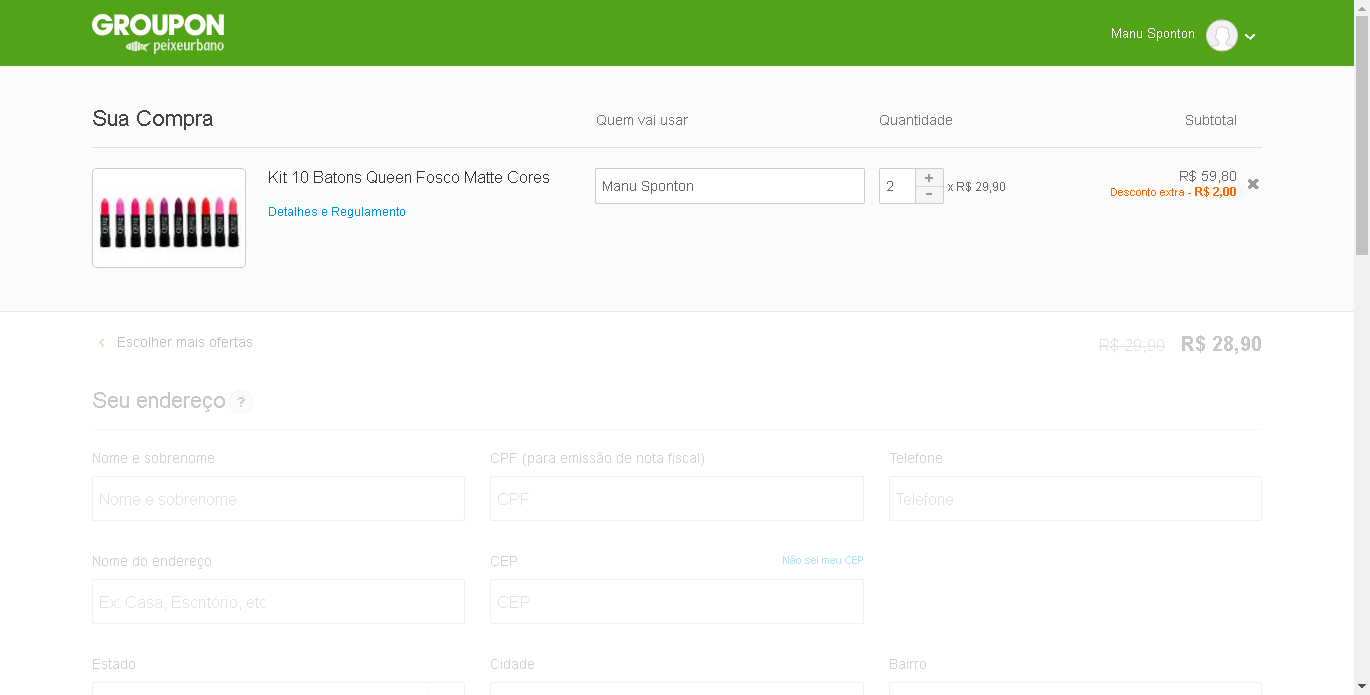 GROUPON
peixeurbano
Manu Sponton
Sua Compra
Quem vai usar
Quantidade
Subtotal
Kit 10 Batons Queen Fosco Matte Cores
Detalhes e Regulamento
Manu Sponton
2
+
-
x R$ 29,90
R$ 59,80
Desconto extra - R$ 2,00
Escolher mais ofertas
R$ 29,90 R$ 28,90
Seu endereço ?
Nome e sobrenome
CPF (para emissão de nota fiscal)
Telefone
Nome e sobrenome
CPF
Telefone
Nome do endereço
CEP
Não sei meu CEP
Ex: Casa, Escritório, etc
CEP
Estado
Cidade
Bairro